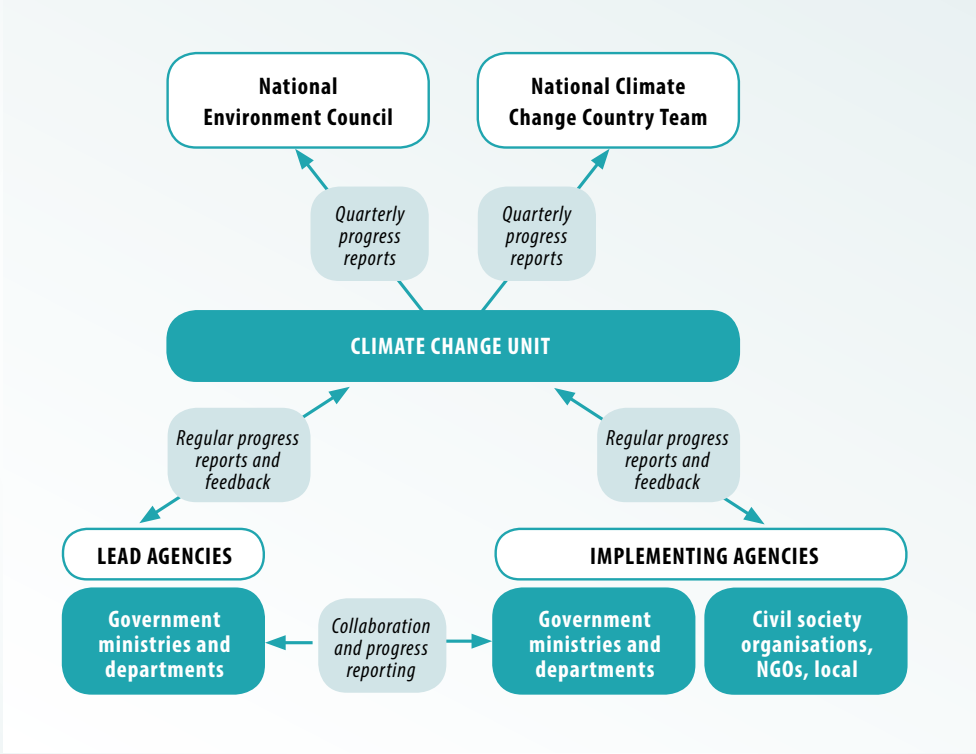 National
Environment Council
National Climate
Change Country Team
Quarterly
progress
reports
Quarterly
progress
reports
CLIMATE CHANGE UNIT
Regular progress
reports and
feedback
Regular progress
reports and
feedback
LEAD AGENCIES
IMPLEMENTING AGENCIES
Government
ministries and
departments
Collaboration
and progress
reporting
Government
ministries and
departments
Civil society
organisations,
NGOs, local